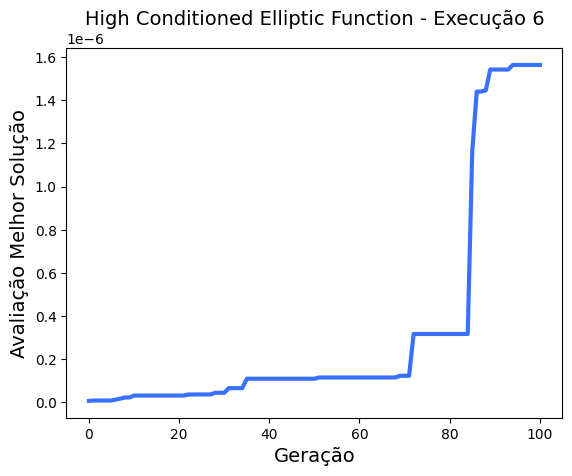 High Conditioned Elliptic Function - Execução 6
1e−6
1.6
1.4
1.2
1.0
0.8
0.6
0.4
0.2
0.0
Avaliação Melhor Solução
0 20 40 60 80 100
Geração